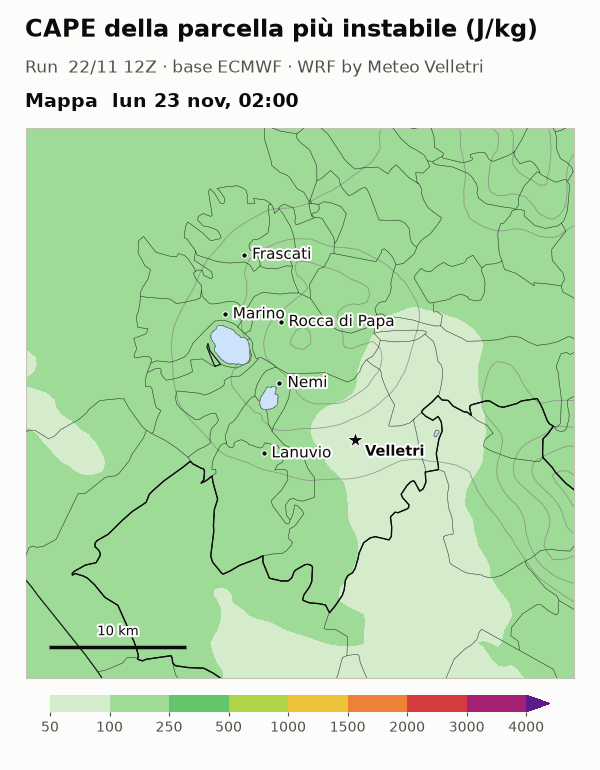 CAPE della parcella più instabile (J/kg)
Run  22/11 12Z · base ECMWF · WRF by Meteo Velletri
Mappa  lun 23 nov, 02:00
Frascati
Marino
Rocca di Papa
Nemi
Velletri
Lanuvio
10 km
50 100 250 500 1000 1500 2000 3000 4000